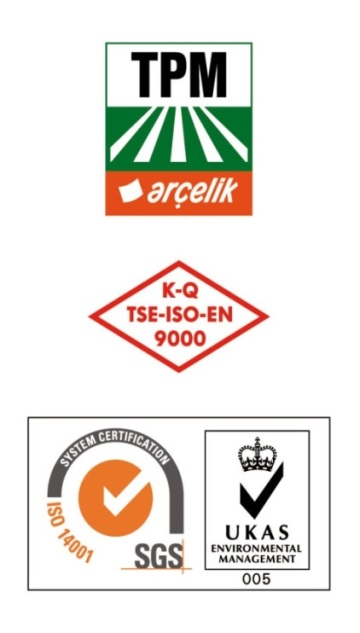 TPM
arçelik
K-Q
TSE-ISO-EN
9000
SYSTEM CERTIFICATION
ISO 14001
SGS
UKAS
ENVIRONMENTAL
MANAGEMENT
005